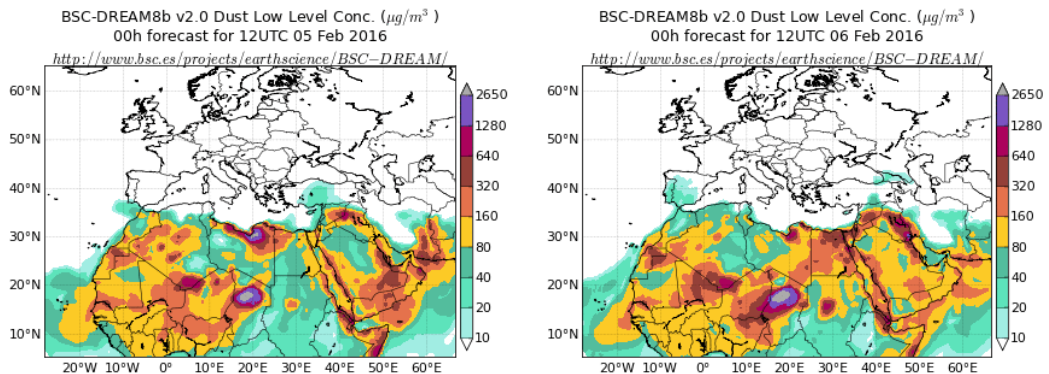 BSC-DREAM8b v2.0 Dust Low Level Conc. (μg/m³)
00h forecast for 12UTC 05 Feb 2016
http://www.bsc.es/projects/earthscience/BSC-DREAM/
60°N
50°N
40°N
30°N
20°N
10°N
20°W 10°W 0° 10°E 20°E 30°E 40°E 50°E 60°E
2650
1280
640
320
160
80
40
20
10
BSC-DREAM8b v2.0 Dust Low Level Conc. (μg/m³)
00h forecast for 12UTC 06 Feb 2016
http://www.bsc.es/projects/earthscience/BSC-DREAM/
60°N
50°N
40°N
30°N
20°N
10°N
20°W 10°W 0° 10°E 20°E 30°E 40°E 50°E 60°E
2650
1280
640
320
160
80
40
20
10